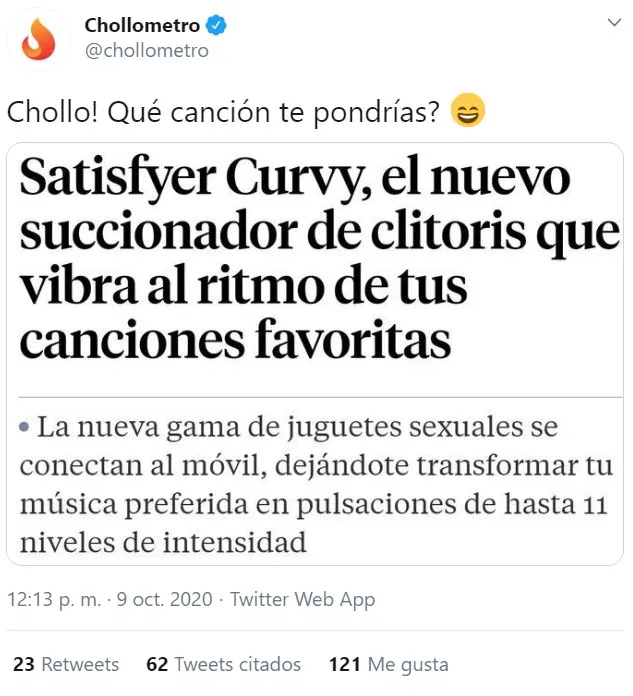 Chollometro
@chollometro
Chollo! Qué canción te pondrías? 😄
Satisfyer Curvy, el nuevo
succionador de clitoris que
vibra al ritmo de tus
canciones favoritas
• La nueva gama de juguetes sexuales se
conectan al móvil, dejándote transformar tu
música preferida en pulsaciones de hasta 11
niveles de intensidad
12:13 p. m. · 9 oct. 2020 · Twitter Web App
23 Retweets 62 Tweets citados 121 Me gusta